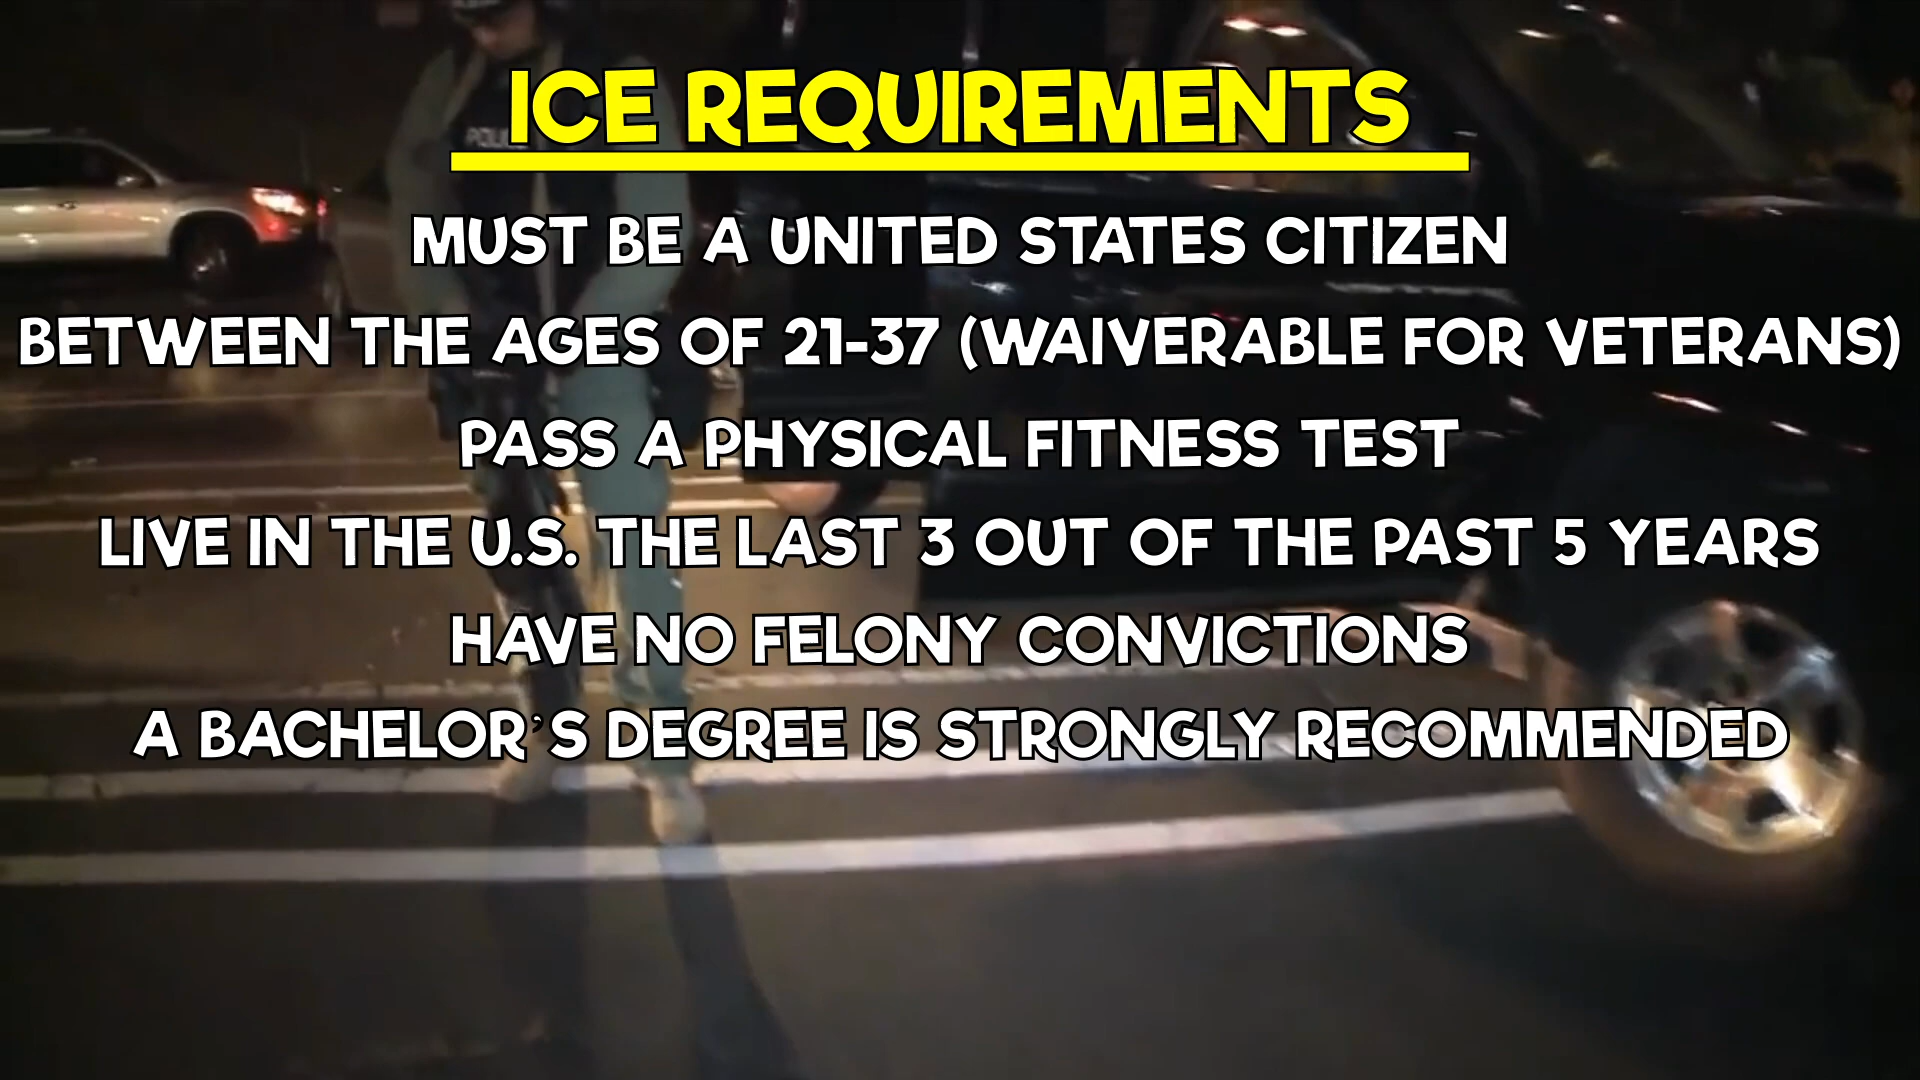 ICE REQUIREMENTS
MUST BE A UNITED STATES CITIZEN
BETWEEN THE AGES OF 21-37 (WAIVERABLE FOR VETERANS)
PASS A PHYSICAL FITNESS TEST
LIVE IN THE U.S. THE LAST 3 OUT OF THE PAST 5 YEARS
HAVE NO FELONY CONVICTIONS
A BACHELOR'S DEGREE IS STRONGLY RECOMMENDED
POLICE